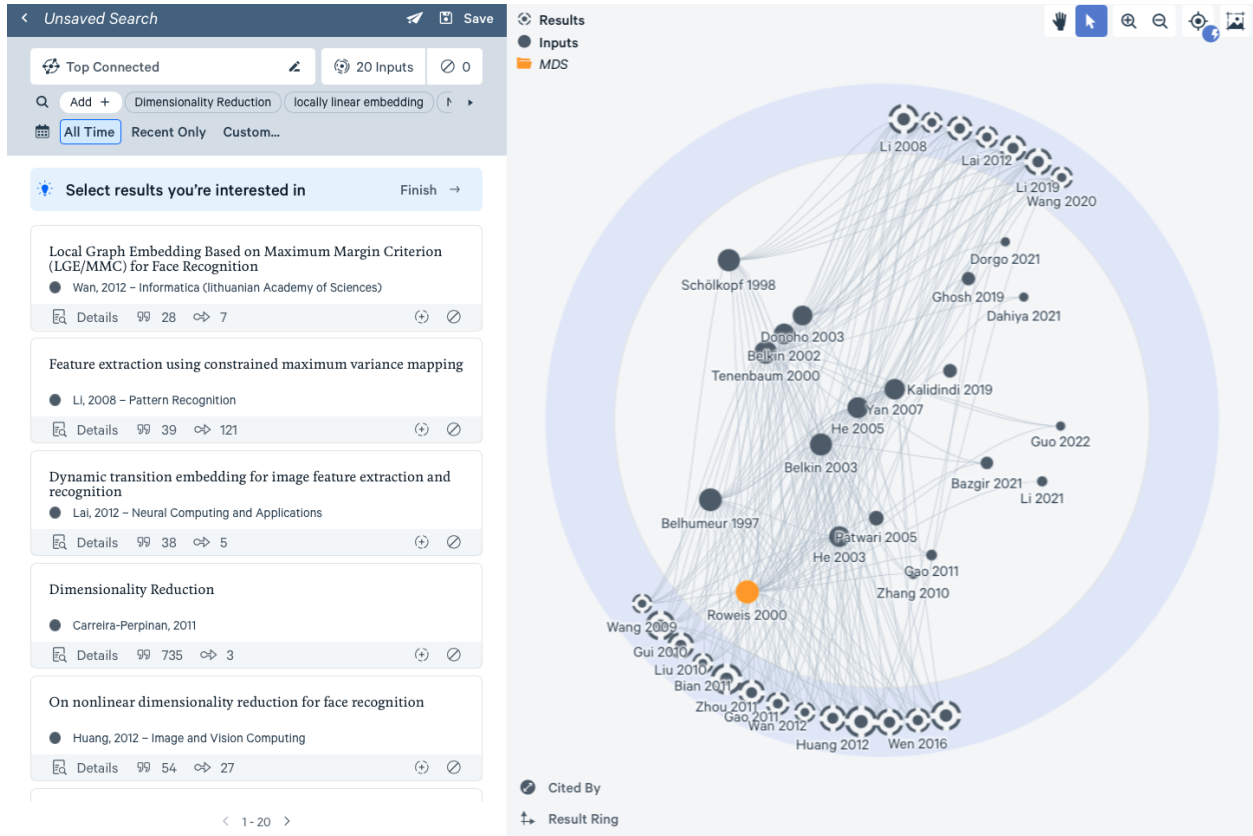 Unsaved Search
Save
Top Connected
20 Inputs
0
Add +
Dimensionality Reduction
locally linear embedding
All Time
Recent Only
Custom...
Select results you're interested in
Finish →
Local Graph Embedding Based on Maximum Margin Criterion
(LGE/MMC) for Face Recognition
Wan, 2012 – Informatica (lithuanian Academy of Sciences)
Details 28 7
Feature extraction using constrained maximum variance mapping
Li, 2008 – Pattern Recognition
Details 39 121
Dynamic transition embedding for image feature extraction and
recognition
Lai, 2012 – Neural Computing and Applications
Details 38 5
Dimensionality Reduction
Carreira-Perpinan, 2011
Details 735 3
On nonlinear dimensionality reduction for face recognition
Huang, 2012 – Image and Vision Computing
Details 54 27
1 - 20
Results
Inputs
MDS
Li 2008
Lai 2012
Li 2019
Wang 2020
Dorgo 2021
Schölkopf 1998
Ghosh 2019
Dahiya 2021
Donoho 2003
Belkin 2002
Tenenbaum 2000
Kalidindi 2019
Yan 2007
He 2005
Guo 2022
Belkin 2003
Bazgir 2021
Li 2021
Belhumeur 1997
Patwari 2005
He 2003
Gao 2011
Zhang 2010
Roweis 2000
Wang 2009
Gui 2010
Liu 2010
Bian 2011
Zhou 2011
Gao 2011
Wan 2012
Huang 2012
Wen 2016
Cited By
Result Ring